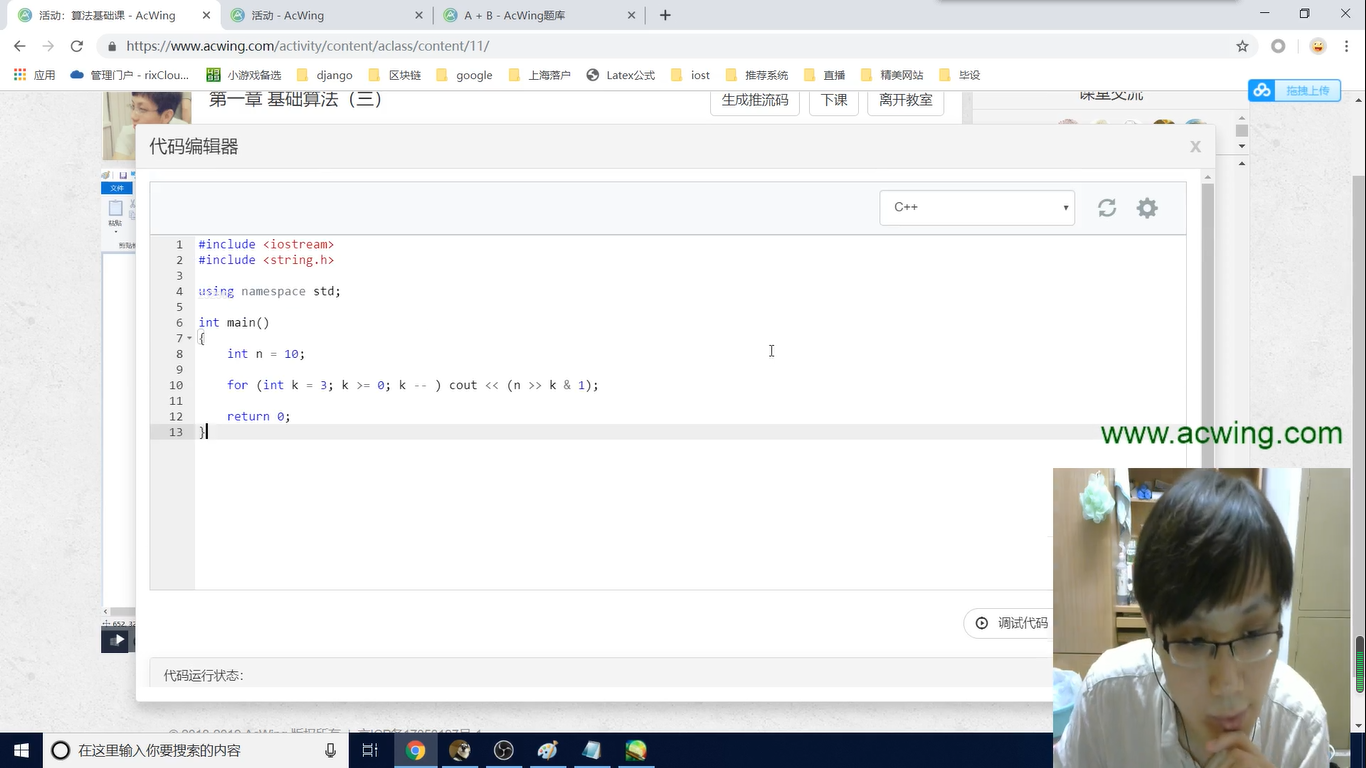 活动：算法基础课 - AcWing
活动 - AcWing
A + B - AcWing题库
https://www.acwing.com/activity/content/aclass/content/11/
应用
管理门户 - rixClou...
小游戏备选
django
区块链
google
上海落户
Latex公式
iost
推荐系统
直播
精美网站
毕设
拖拽上传
第一章 基础算法（三）
生成推流码
下课
离开教室
课堂交流
代码编辑器
x
文件
粘贴
C++
1 #include <iostream>
2 #include <string.h>
3
4 using namespace std;
5
6 int main()
7 {
8 int n = 10;
9
10 for (int k = 3; k >= 0; k -- ) cout << (n >> k & 1);
11
12 return 0;
13 }
www.acwing.com
调试代码
代码运行状态:
在这里输入你要搜索的内容